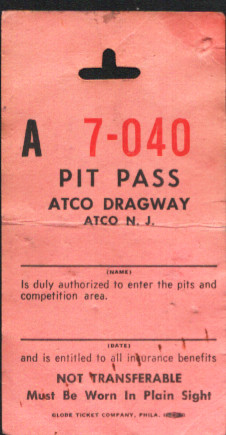 A 7-040
PIT PASS
ATCO DRAGWAY
ATCO N. J.
(NAME)
Is duly authorized to enter the pits and
competition area.
(DATE)
and is entitled to all insurance benefits
NOT TRANSFERABLE
Must Be Worn In Plain Sight
GLOBE TICKET COMPANY, PHILA.